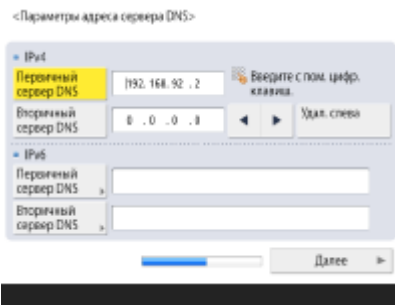 <Параметры адреса сервера DNS>
IPv4
Первичный
сервер DNS
192. 168. 92 . 2
Введите с пом. цифр.
клавиш.
Вторичный
сервер DNS
0 . 0 . 0 . 0
Удал. слева
IPv6
Первичный
сервер DNS
Вторичный
сервер DNS
Далее